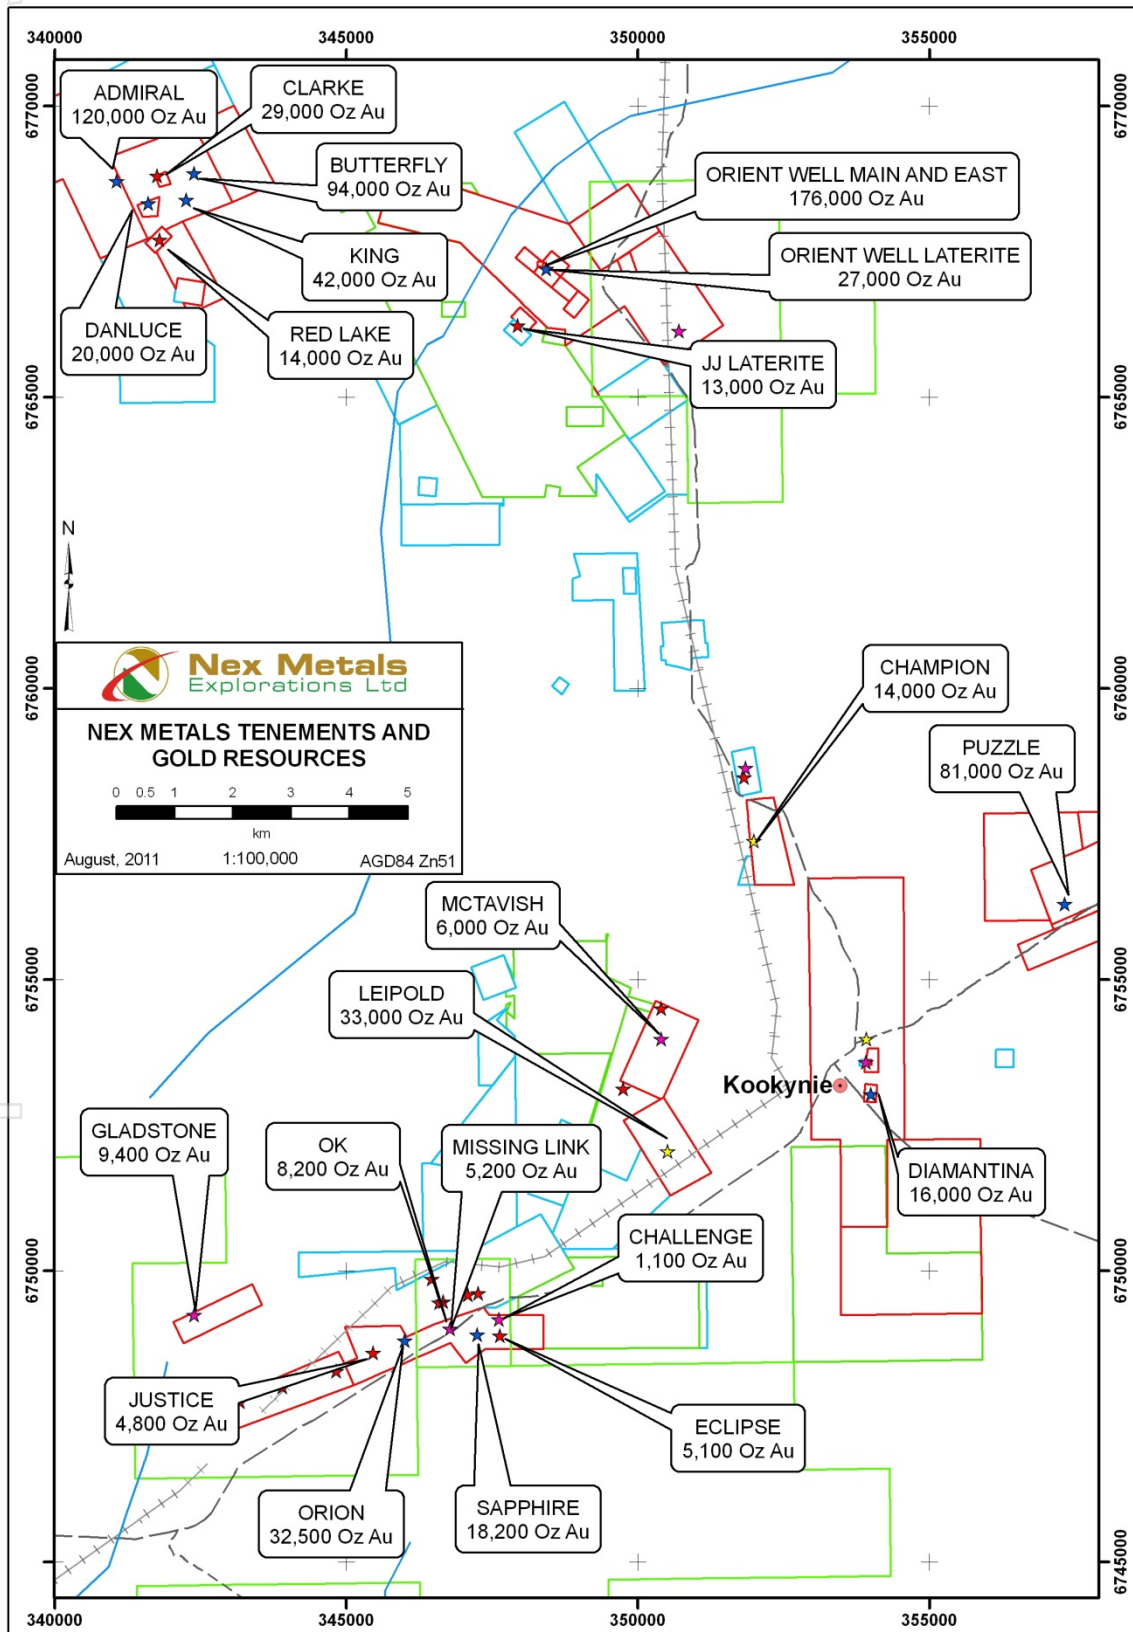 340000
345000
350000
355000
6770000
6770000
ADMIRAL
120,000 Oz Au
CLARKE
29,000 Oz Au
BUTTERFLY
94,000 Oz Au
ORIENT WELL MAIN AND EAST
176,000 Oz Au
KING
42,000 Oz Au
ORIENT WELL LATERITE
27,000 Oz Au
DANLUCE
20,000 Oz Au
RED LAKE
14,000 Oz Au
JJ LATERITE
13,000 Oz Au
6765000
6765000
N
Nex Metals
Explorations Ltd
NEX METALS TENEMENTS AND
GOLD RESOURCES
0 0.5 1 2 3 4 5
km
August, 2011 1:100,000 AGD84 Zn51
6760000
6760000
CHAMPION
14,000 Oz Au
PUZZLE
81,000 Oz Au
MCTAVISH
6,000 Oz Au
LEIPOLD
33,000 Oz Au
6755000
6755000
Kookynie
GLADSTONE
9,400 Oz Au
OK
8,200 Oz Au
MISSING LINK
5,200 Oz Au
DIAMANTINA
16,000 Oz Au
CHALLENGE
1,100 Oz Au
6750000
6750000
JUSTICE
4,800 Oz Au
ECLIPSE
5,100 Oz Au
ORION
32,500 Oz Au
SAPPHIRE
18,200 Oz Au
6745000
6745000
340000
345000
350000
355000